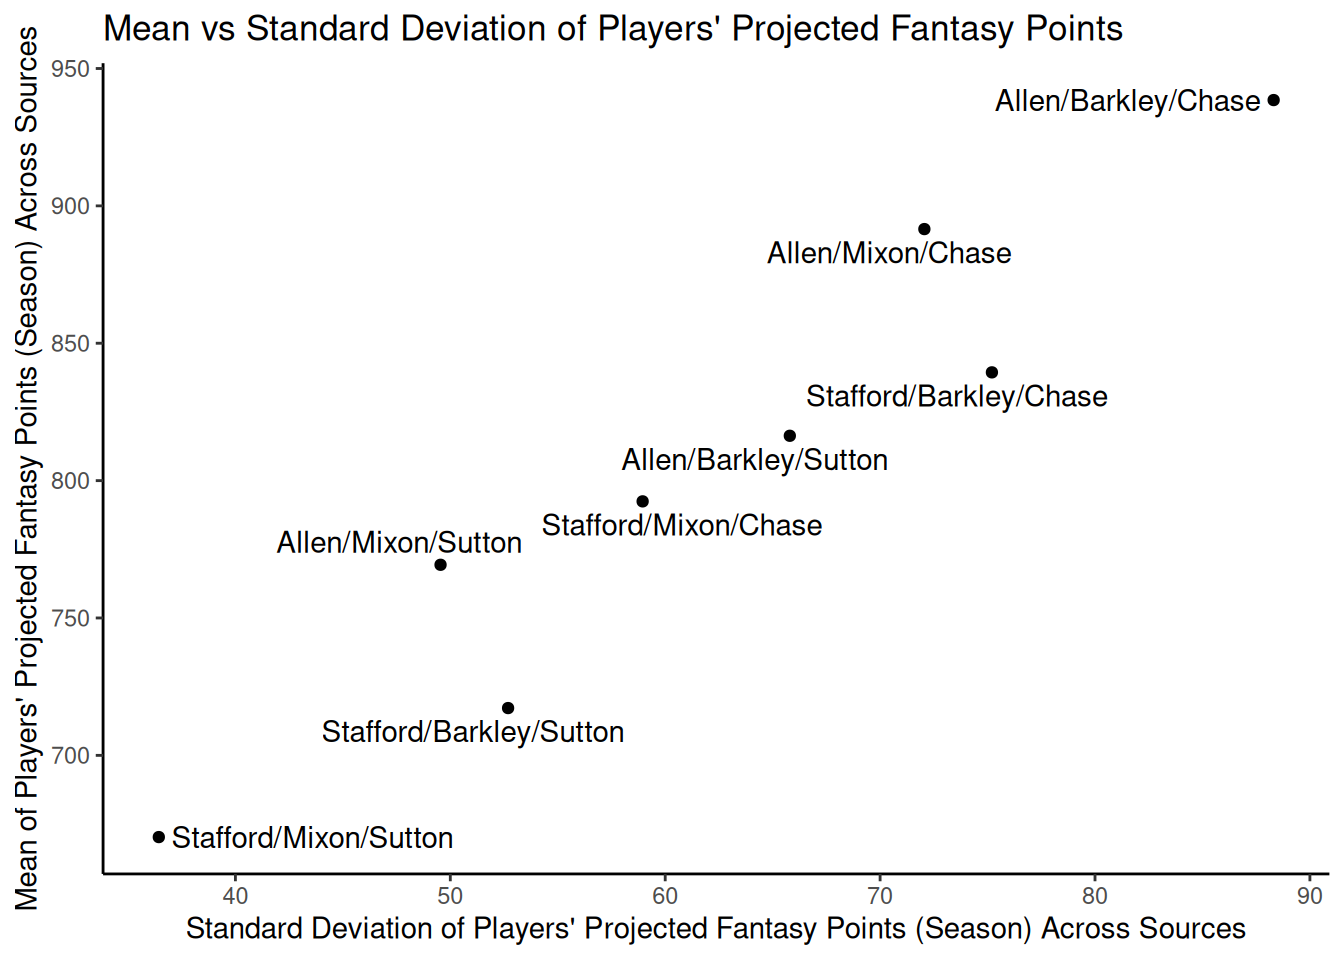 Mean vs Standard Deviation of Players' Projected Fantasy Points
Mean of Players' Projected Fantasy Points (Season) Across Sources
950
900
850
800
750
700
Allen/Barkley/Chase
Allen/Mixon/Chase
Stafford/Barkley/Chase
Allen/Barkley/Sutton
Stafford/Mixon/Chase
Allen/Mixon/Sutton
Stafford/Barkley/Sutton
Stafford/Mixon/Sutton
40 50 60 70 80 90
Standard Deviation of Players' Projected Fantasy Points (Season) Across Sources